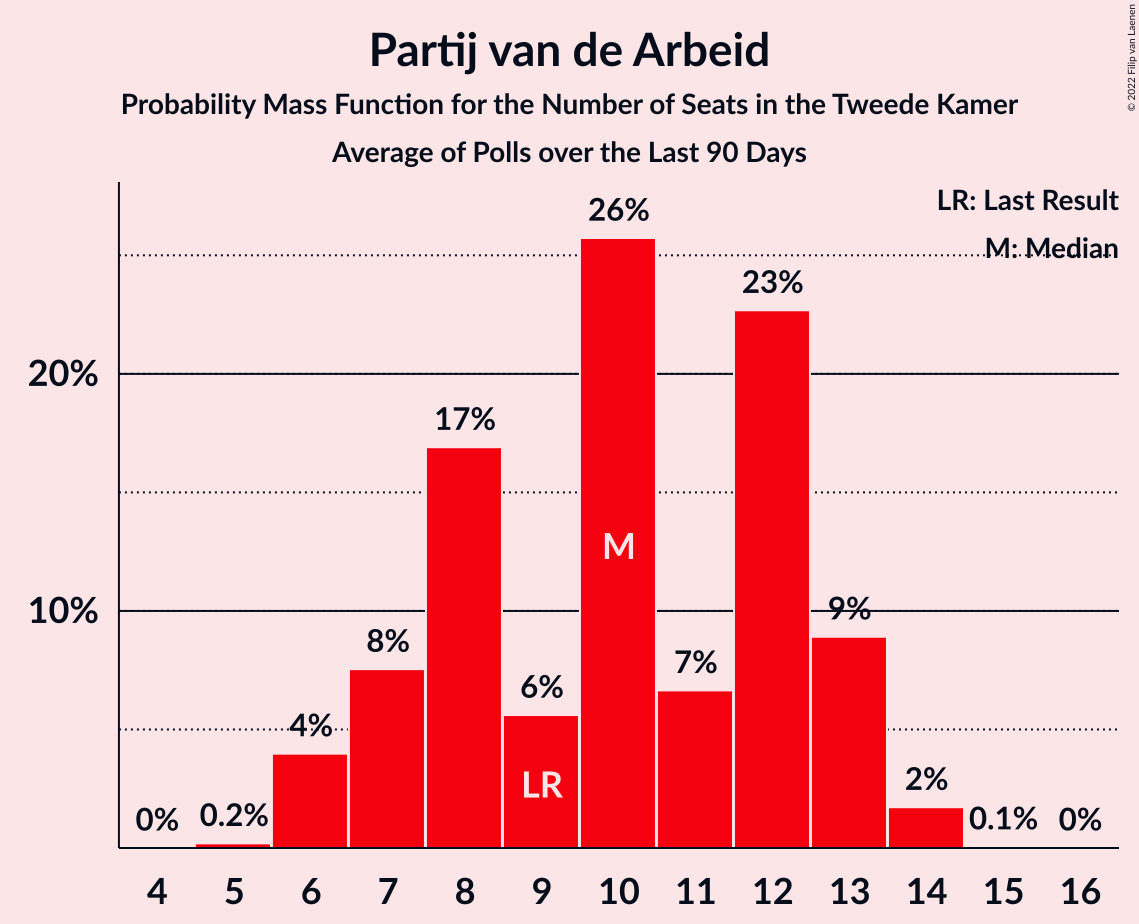 Partij van de Arbeid
Probability Mass Function for the Number of Seats in the Tweede Kamer
Average of Polls over the Last 90 Days
© 2022 Filip van Laenen
LR: Last Result
M: Median
20%
10%
0%
0.2%
4%
8%
17%
6%
26%
7%
23%
9%
2%
0.1%
0%
LR
M
4 5 6 7 8 9 10 11 12 13 14 15 16